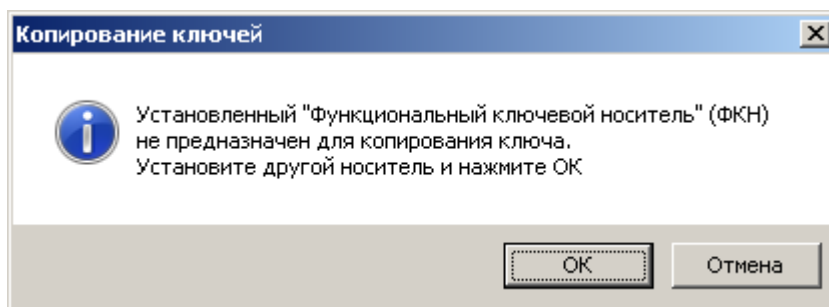 Копирование ключей
Установленный "Функциональный ключевой носитель" (ФКН)
не предназначен для копирования ключа.
Установите другой носитель и нажмите ОК
ОК
Отмена